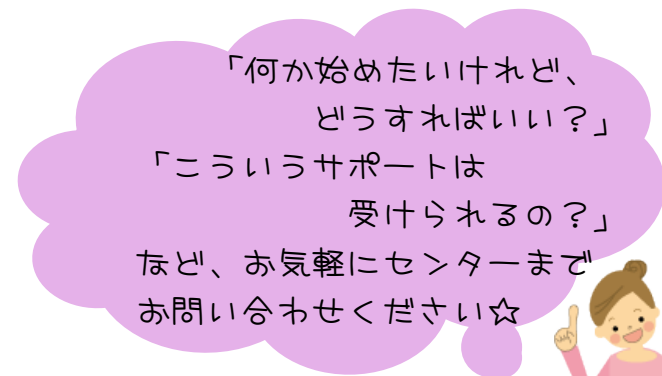 「何か始めたいけれど、
どうすればいい？」
「こういうサポートは
受けられるの？」
など、お気軽にセンターまで
お問い合わせください☆